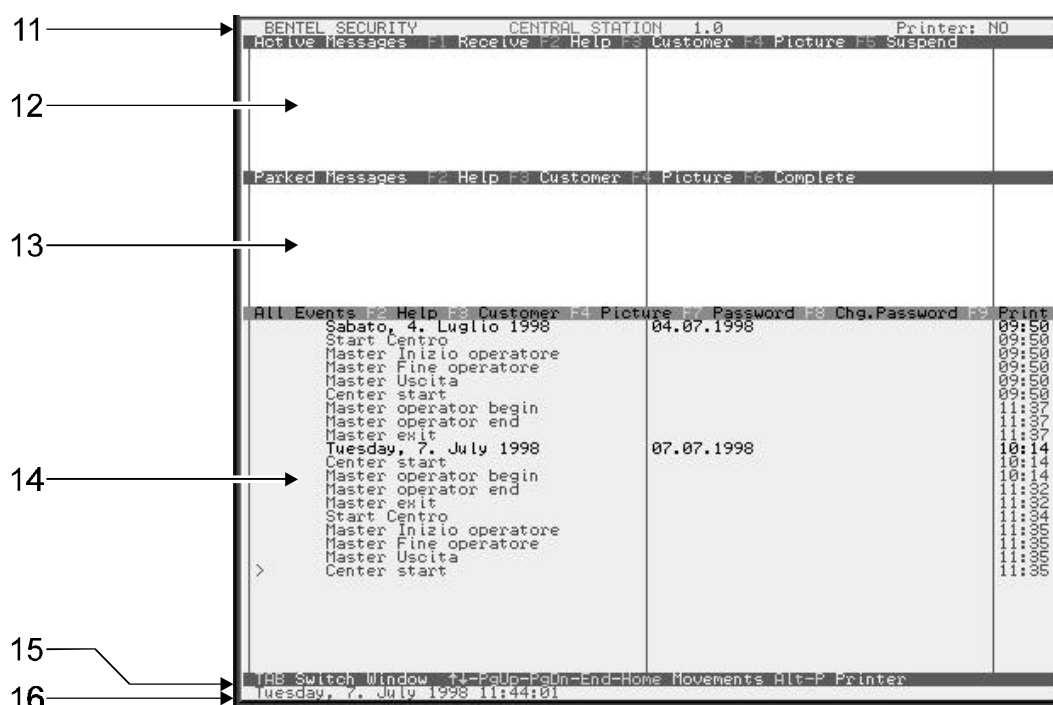 11
BENTEL SECURITY CENTRAL STATION 1.0 Printer: NO
Active Messages F1 Receive F2 Help F3 Customer F4 Picture F5 Suspend
12
Parked Messages F2 Help F3 Customer F4 Picture F6 Complete
13
All Events F2 Help F3 Customer F4 Picture F7 Password F8 Chg.Password F9 Print
Sabato, 4. Luglio 1998 04.07.1998 09:50
Start Centro 09:50
Master Inizio operatore 09:50
Master Fine operatore 09:50
Master Uscita 09:50
Center start 09:50
Master operator begin 11:37
Master operator end 11:37
Master exit 11:37
Tuesday, 7. July 1998 07.07.1998 10:14
Center start 10:14
14
Master operator begin 10:14
Master operator end 11:32
Master exit 11:32
Start Centro 11:34
Master Inizio operatore 11:35
Master Fine operatore 11:35
Master Uscita 11:35
> Center start 11:35
15
TAB Switch Window ↑↓-PgUp-PgDn-End-Home Movements Alt-P Printer
16
Tuesday, 7. July 1998 11:44:01